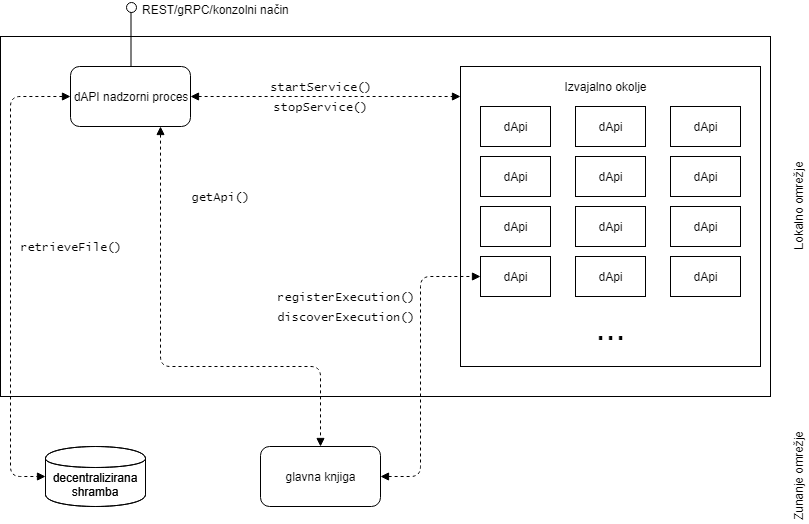 REST/gRPC/konzolni način
dAPI nadzorni proces
startService()
stopService()
Izvajalno okolje
dApi dApi dApi
dApi dApi dApi
dApi dApi dApi
dApi dApi dApi
...
getApi()
retrieveFile()
registerExecution()
discoverExecution()
Lokalno omrežje
decentralizirana
shramba
glavna knjiga
Zunanje omrežje